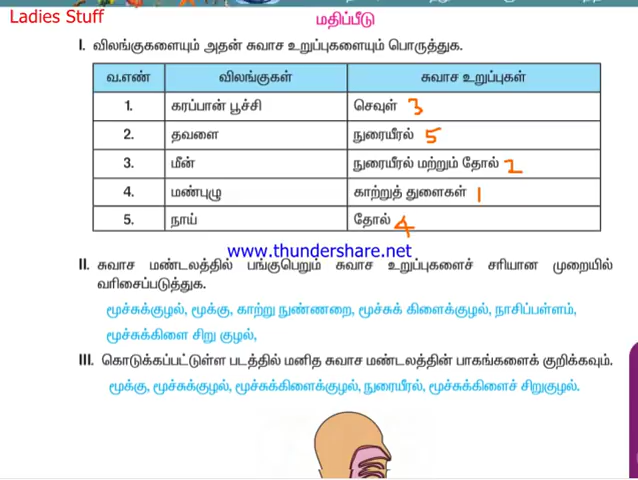 Ladies Stuff
மதிப்பீடு
I. விலங்குகளையும் அதன் சுவாச உறுப்புகளையும் பொருத்துக.
வ.எண் விலங்குகள் சுவாச உறுப்புகள்
1. கரப்பான் பூச்சி செவுள் 3
2. தவளை நுரையீரல் 5
3. மீன் நுரையீரல் மற்றும் தோல் 2
4. மண்புழு காற்றுத் துளைகள் 1
5. நாய் தோல் 4
www.thundershare.net
II. சுவாச மண்டலத்தில் பங்குபெறும் சுவாச உறுப்புகளைச் சரியான முறையில்
வரிசைப்படுத்துக.
மூச்சுக்குழல், மூக்கு, காற்று நுண்ணறை, மூச்சுக் கிளைக்குழல், நாசிப்பள்ளம்,
மூச்சுக்கிளை சிறு குழல்,
III. கொடுக்கப்பட்டுள்ள படத்தில் மனித சுவாச மண்டலத்தின் பாகங்களைக் குறிக்கவும்.
மூக்கு, மூச்சுக்குழல், மூச்சுக்கிளைக்குழல், நுரையீரல், மூச்சுக்கிளைச் சிறுகுழல்.